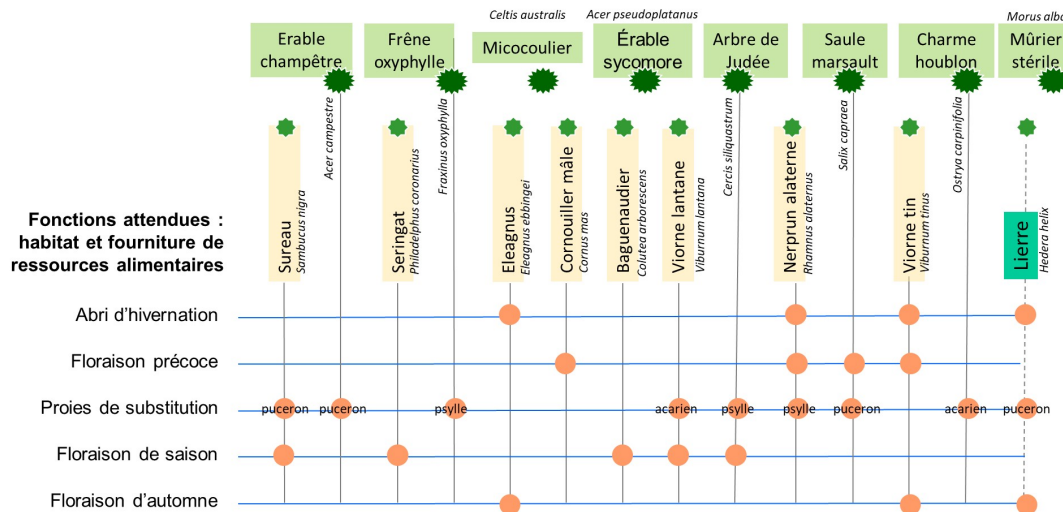 Celtis australis
Acer pseudoplatanus
Morus alba
Erable
champêtre
Frêne
oxyphylle
Micocoulier
Érable
sycomore
Arbre de
Judée
Saule
marsault
Charme
houblon
Mûrier
stérile
Fonctions attendues :
habitat et fourniture de
ressources alimentaires
Sureau
Sambucus nigra
Acer campestre
Seringat
Philadelphus coronarius
Fraxinus oxyphylla
Eleagnus
Eleagnus ebbingei
Cornouiller mâle
Cornus mas
Baguenaudier
Colutea arborescens
Viorne lantane
Viburnum lantana
Cercis siliquastrum
Nerprun alaterne
Rhamnus alaternus
Salix capraea
Viorne tin
Viburnum tinus
Ostrya carpinifolia
Lierre
Hedera helix
Abri d'hivernation
Floraison précoce
Proies de substitution
puceron
puceron
psylle
acarien
psylle
psylle
puceron
acarien
puceron
Floraison de saison
Floraison d'automne